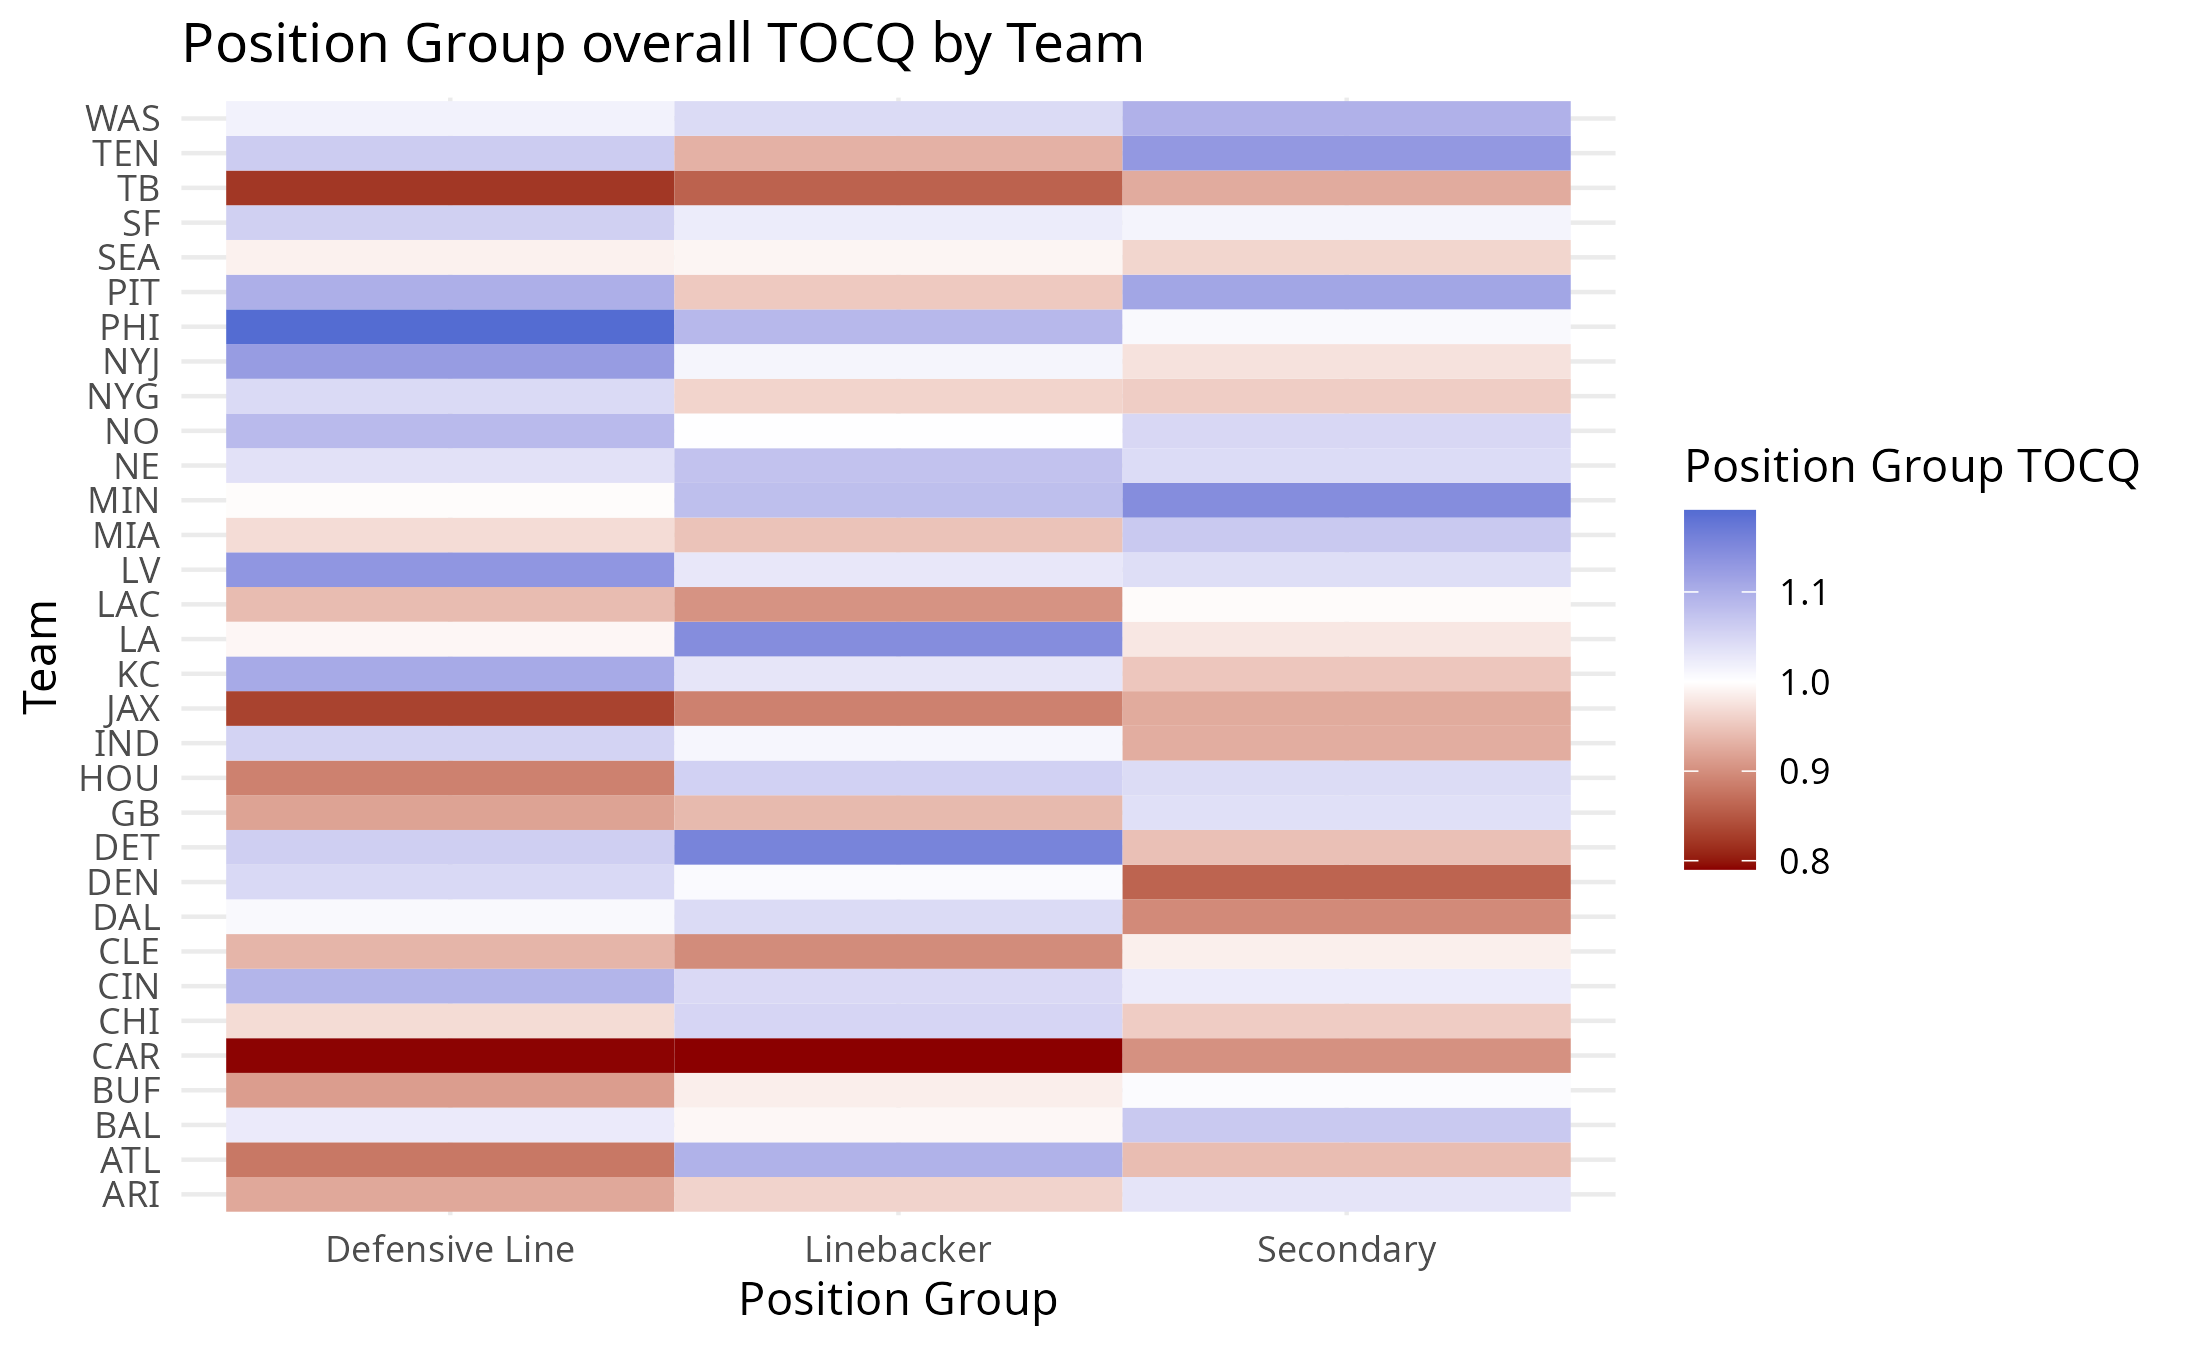 Position Group overall TOCQ by Team
Team
WAS
TEN
TB
SF
SEA
PIT
PHI
NYJ
NYG
NO
NE
MIN
MIA
LV
LAC
LA
KC
JAX
IND
HOU
GB
DET
DEN
DAL
CLE
CIN
CHI
CAR
BUF
BAL
ATL
ARI
Defensive Line Linebacker Secondary
Position Group
Position Group TOCQ
1.1
1.0
0.9
0.8